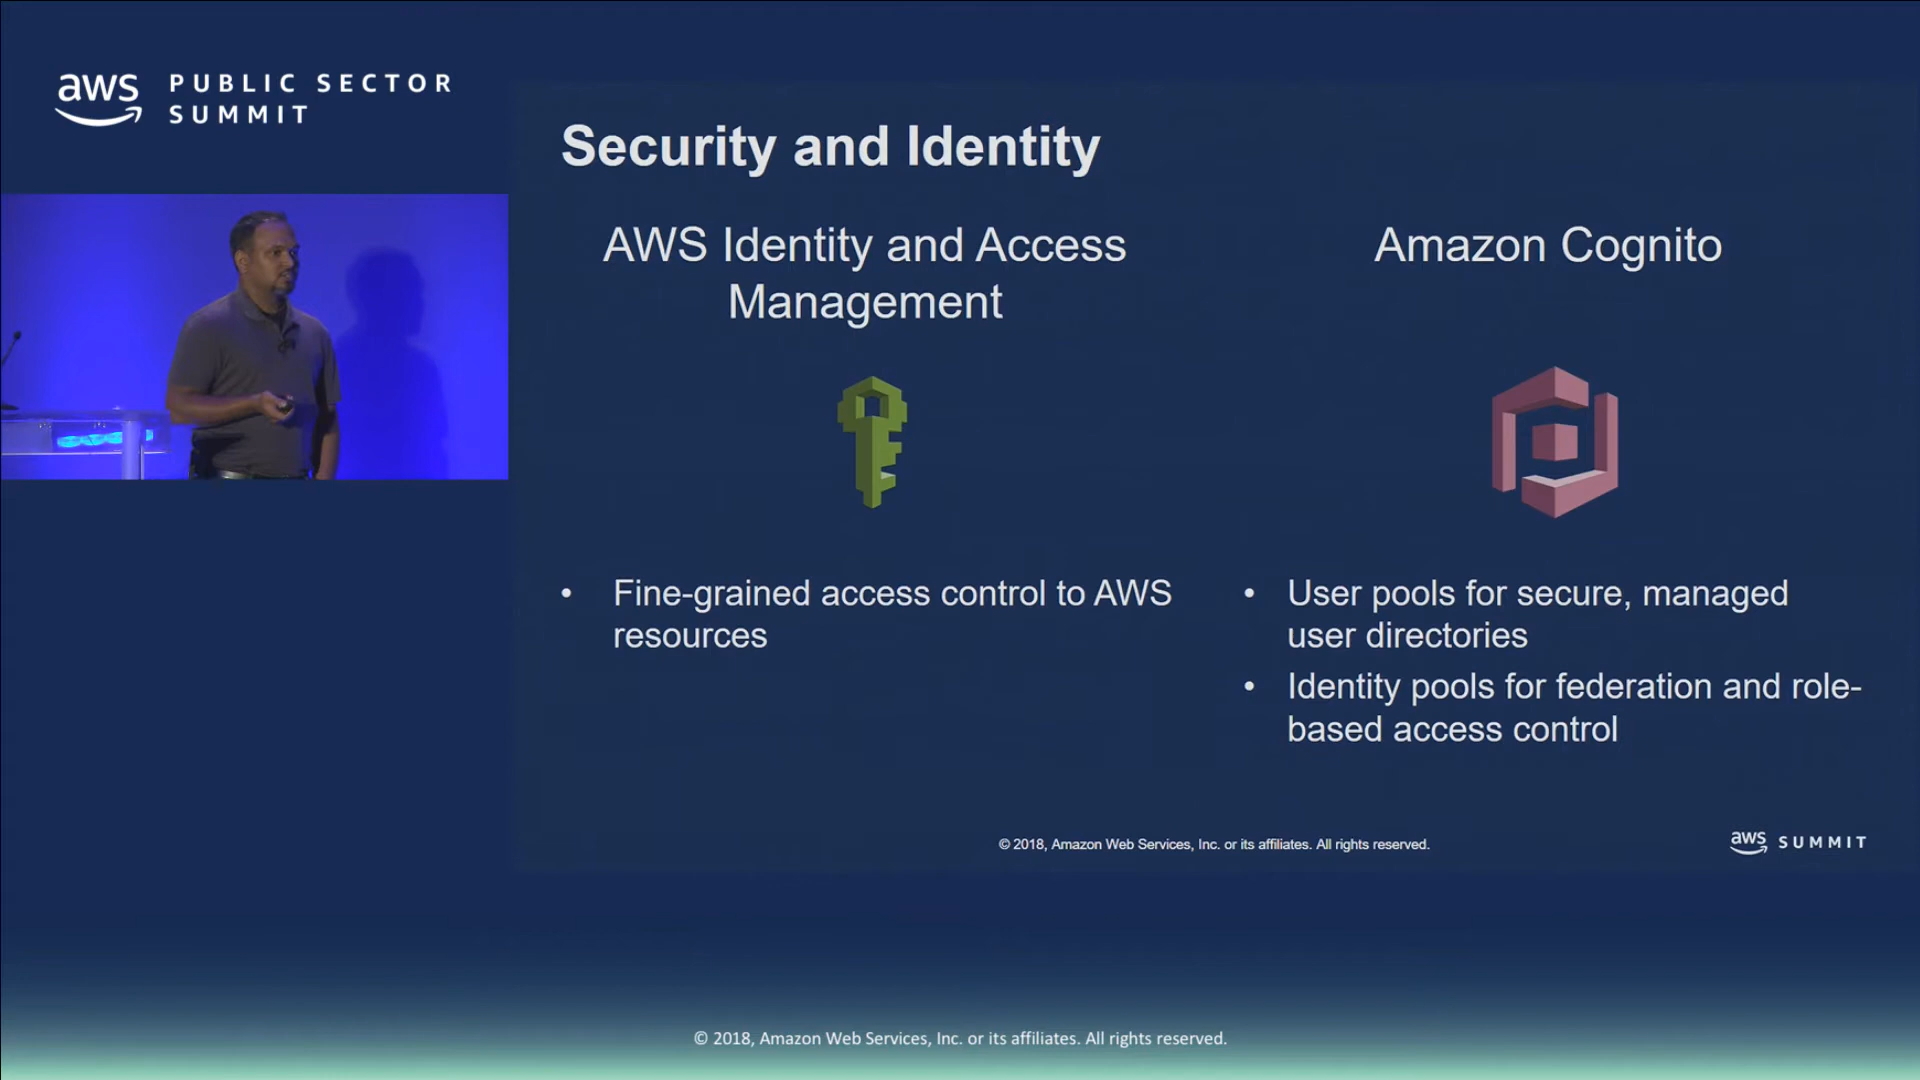 aws PUBLIC SECTOR
SUMMIT
Security and Identity
AWS Identity and Access
Management
• Fine-grained access control to AWS
resources
Amazon Cognito
• User pools for secure, managed
user directories
• Identity pools for federation and role-
based access control
© 2018, Amazon Web Services, Inc. or its affiliates. All rights reserved.
aws SUMMIT
© 2018, Amazon Web Services, Inc. or its affiliates. All rights reserved.